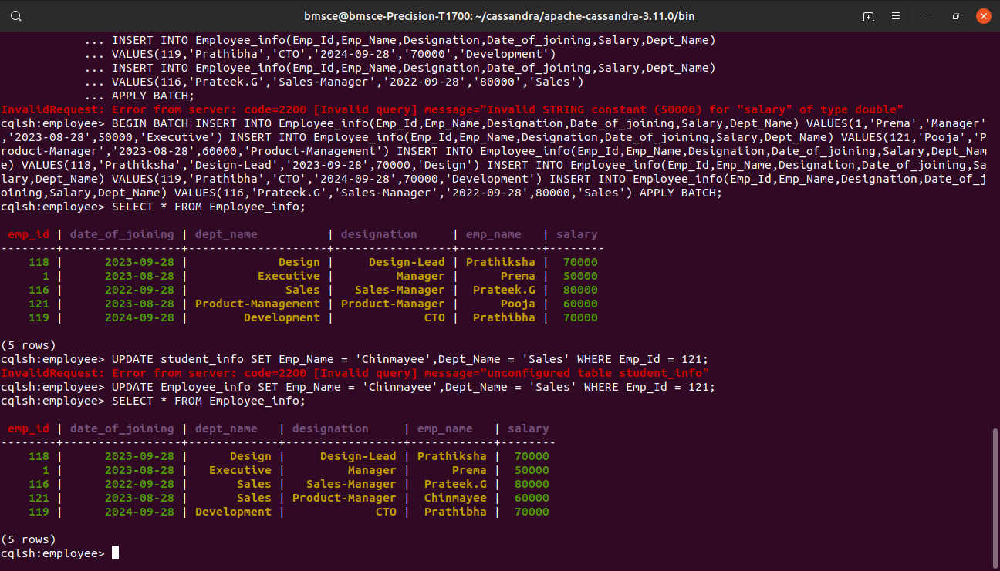 bmsce@bmsce-Precision-T1700: ~/cassandra/apache-cassandra-3.11.0/bin
            ... INSERT INTO Employee_info(Emp_Id,Emp_Name,Designation,Date_of_joining,Salary,Dept_Name)
            ... VALUES(119,'Prathibha','CTO','2024-09-28','70000','Development')
            ... INSERT INTO Employee_info(Emp_Id,Emp_Name,Designation,Date_of_joining,Salary,Dept_Name)
            ... VALUES(116,'Prateek.G','Sales-Manager','2022-09-28','80000','Sales')
            ... APPLY BATCH;
InvalidRequest: Error from server: code=2200 [Invalid query] message="Invalid STRING constant (50000) for "salary" of type double"
cqlsh:employee> BEGIN BATCH INSERT INTO Employee_info(Emp_Id,Emp_Name,Designation,Date_of_joining,Salary,Dept_Name) VALUES(1,'Prema','Manager'
,'2023-08-28',50000,'Executive') INSERT INTO Employee_info(Emp_Id,Emp_Name,Designation,Date_of_joining,Salary,Dept_Name) VALUES(121,'Pooja','P
roduct-Manager','2023-08-28',60000,'Product-Management') INSERT INTO Employee_info(Emp_Id,Emp_Name,Designation,Date_of_joining,Salary,Dept_Nam
e) VALUES(118,'Prathiksha','Design-Lead','2023-09-28',70000,'Design') INSERT INTO Employee_info(Emp_Id,Emp_Name,Designation,Date_of_joining,Sa
lary,Dept_Name) VALUES(119,'Prathibha','CTO','2024-09-28',70000,'Development') INSERT INTO Employee_info(Emp_Id,Emp_Name,Designation,Date_of_j
oining,Salary,Dept_Name) VALUES(116,'Prateek.G','Sales-Manager','2022-09-28',80000,'Sales') APPLY BATCH;
cqlsh:employee> SELECT * FROM Employee_info;
 emp_id | date_of_joining | dept_name          | designation     | emp_name   | salary
--------+-----------------+--------------------+-----------------+------------+--------
    118 |      2023-09-28 |             Design |     Design-Lead | Prathiksha |  70000
      1 |      2023-08-28 |          Executive |         Manager |      Prema |  50000
    116 |      2022-09-28 |              Sales |   Sales-Manager |  Prateek.G |  80000
    121 |      2023-08-28 | Product-Management | Product-Manager |      Pooja |  60000
    119 |      2024-09-28 |        Development |             CTO |  Prathibha |  70000
(5 rows)
cqlsh:employee> UPDATE student_info SET Emp_Name = 'Chinmayee',Dept_Name = 'Sales' WHERE Emp_Id = 121;
InvalidRequest: Error from server: code=2200 [Invalid query] message="unconfigured table student_info"
cqlsh:employee> UPDATE Employee_info SET Emp_Name = 'Chinmayee',Dept_Name = 'Sales' WHERE Emp_Id = 121;
cqlsh:employee> SELECT * FROM Employee_info;
 emp_id | date_of_joining | dept_name   | designation     | emp_name   | salary
--------+-----------------+-------------+-----------------+------------+--------
    118 |      2023-09-28 |      Design |     Design-Lead | Prathiksha |  70000
      1 |      2023-08-28 |   Executive |         Manager |      Prema |  50000
    116 |      2022-09-28 |       Sales |   Sales-Manager |  Prateek.G |  80000
    121 |      2023-08-28 |       Sales | Product-Manager |  Chinmayee |  60000
    119 |      2024-09-28 | Development |             CTO |  Prathibha |  70000
(5 rows)
cqlsh:employee>